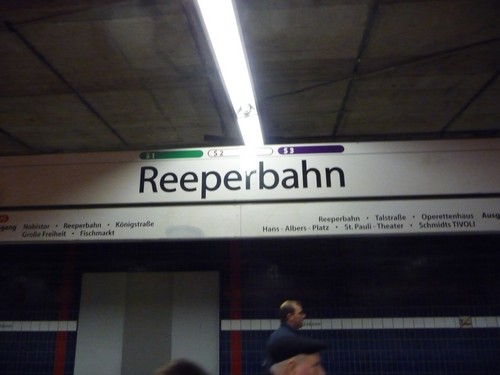 S1 S2 S3
Reeperbahn
Nobistor • Reeperbahn • Königstraße
Große Freiheit • Fischmarkt
Reeperbahn • Talstraße • Operettenhaus
Hans-Albers-Platz • St. Pauli-Theater • Schmidts TIVOLI